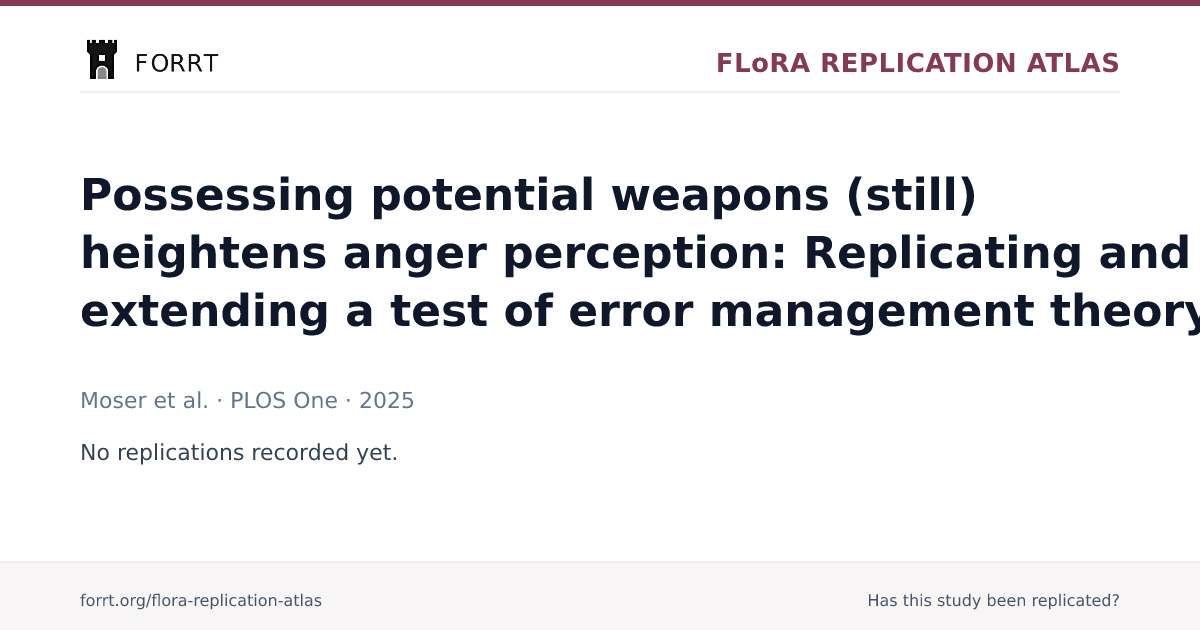 FORRT
FLoRA REPLICATION ATLAS
Possessing potential weapons (still)
heightens anger perception: Replicating and
extending a test of error management theory
Moser et al. · PLOS One · 2025
No replications recorded yet.
forrt.org/flora-replication-atlas
Has this study been replicated?